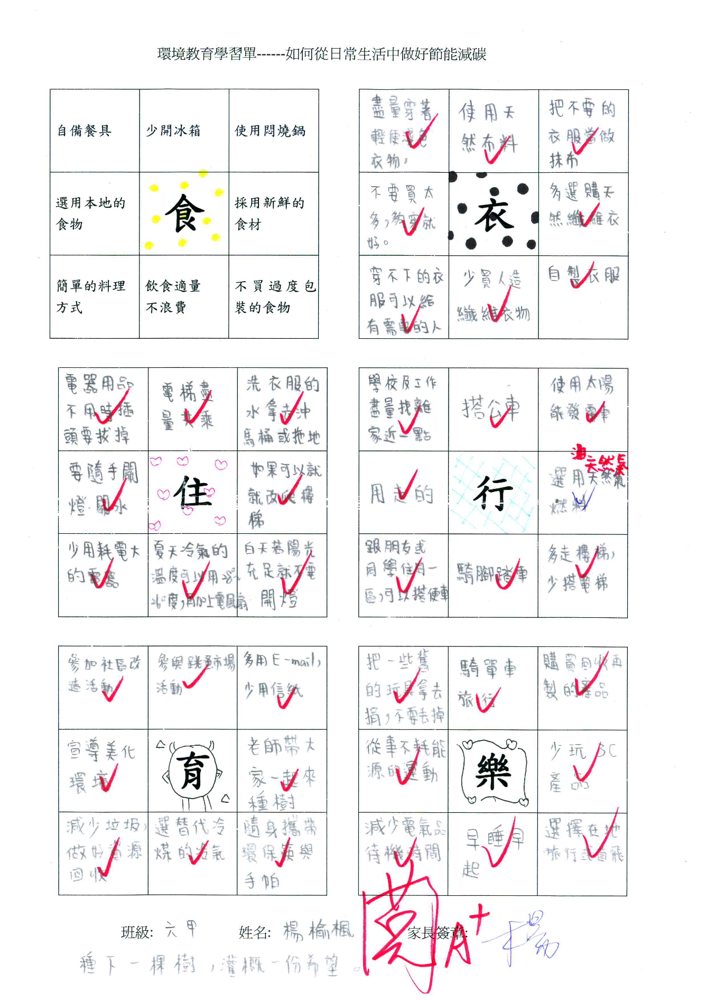 環境教育學習單------如何從日常生活中做好節能減碳
自備餐具
少開冰箱
使用悶燒鍋
選用本地的
食物
食
採用新鮮的
食材
簡單的料理
方式
飲食適量
不浪費
不買過度包
裝的食物
盡量穿著
輕便淺色
衣物,
使用天
然布料
把不要的
衣服當做
抹布
不要買太
多,夠穿就
好。
衣
多選購天
然纖維衣
穿不下的衣
服可以給
有需要的人
少買人造
纖維衣物
自製衣服
電器用品
不用時插
頭要拔掉
電梯盡
量共乘
洗衣服的
水拿去沖
馬桶或拖地
要隨手關
燈.關水
住
如果可以就
就改爬樓
梯
少用耗電大
的電器
夏天冷氣的
溫度可以用28°~
26°度,再加上電風扇
白天若陽光
充足就不要
開燈
學校及工作
盡量找離
家近一點
搭公車
使用太陽
能發電車
用走的
行
油天然氣
選用天然氣
燃料
跟朋友或
同學住同一
區,可以搭便車
騎腳踏車
多走樓梯,
少搭電梯
參加社區改
造活動
參與跳蚤市場
活動
多用E-mail,
少用信紙
宣導美化
環境
育
老師帶大
家一起來
種樹
減少垃圾,
做好資源
回收
選替代冷
煤的冷氣
隨身攜帶
環保筷與
手帕
把一些舊
的玩具拿去
捐,不要丟掉
騎單車
旅行
購買回收再
製的產品
從事不耗能
源的運動
樂
少玩3C
產品
減少電氣品
待機時間
早睡早
起
選擇在地
旅行或直飛
班級: 六甲 姓名: 楊榆楓 家長簽章: 楊
閱 A+
種下一棵樹,灌概一份希望。